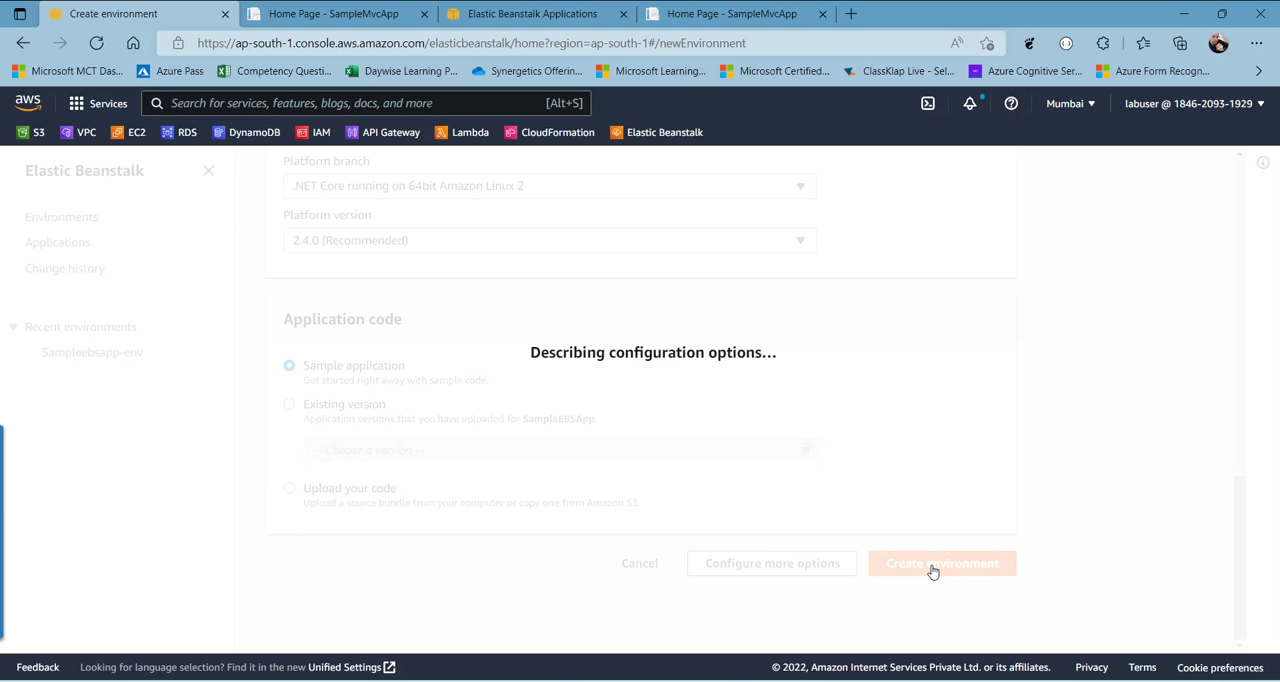 Create environment
Home Page - SampleMvcApp
Elastic Beanstalk Applications
Home Page - SampleMvcApp
https://ap-south-1.console.aws.amazon.com/elasticbeanstalk/home?region=ap-south-1#/newEnvironment
Microsoft MCT Das...
Azure Pass
Competency Questi...
Daywise Learning P...
Synergetics Offerin...
Microsoft Learning...
Microsoft Certified...
ClassKlap Live - Sel...
Azure Cognitive Ser...
Azure Form Recogn...
aws
Services
Search for services, features, blogs, docs, and more
[Alt+S]
Mumbai
labuser @ 1846-2093-1929
S3
VPC
EC2
RDS
DynamoDB
IAM
API Gateway
Lambda
CloudFormation
Elastic Beanstalk
Elastic Beanstalk
Environments
Applications
Change history
Recent environments
Sampleebsapp-env
Platform branch
.NET Core running on 64bit Amazon Linux 2
Platform version
2.4.0 (Recommended)
Application code
Describing configuration options...
Sample application
Get started right away with sample code.
Existing version
Application versions that you have uploaded for SampleEBSApp.
-- Choose a version--
Upload your code
Upload a source bundle from your computer or copy one from Amazon S3.
Cancel
Configure more options
Create environment
Feedback
Looking for language selection? Find it in the new Unified Settings
© 2022, Amazon Internet Services Private Ltd. or its affiliates.
Privacy
Terms
Cookie preferences